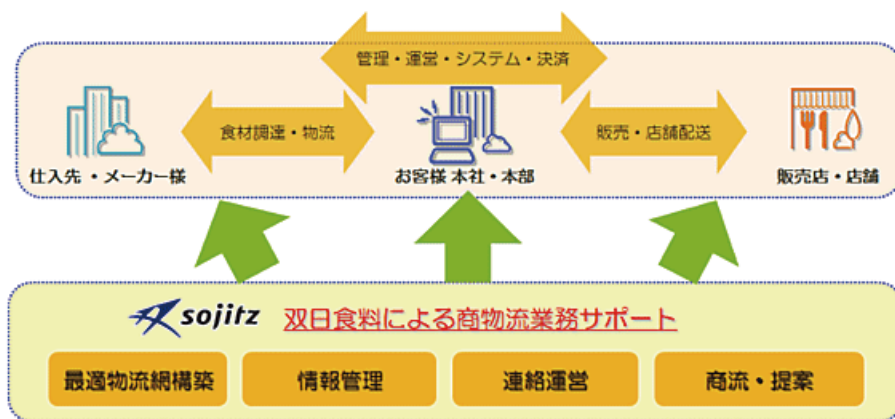 管理・運営・システム・決済
食材調達・物流
販売・店舗配送
仕入先 ・メーカー様
お客様 本社・本部
販売店・店舗
sojitz 双日食料による商物流業務サポート
最適物流網構築
情報管理
連絡運営
商流・提案